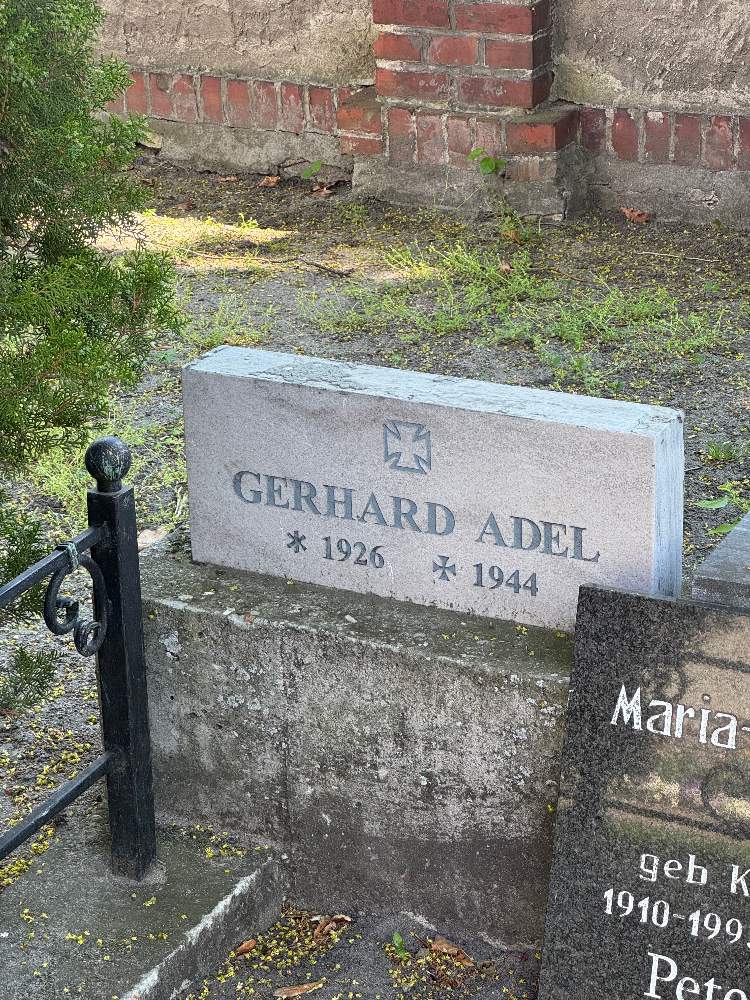 GERHARD ADEL
* 1926 ✠ 1944
Maria-
geb K
1910-199
Pete